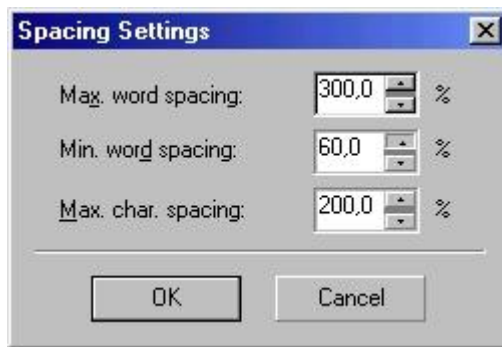 Spacing Settings
Max. word spacing: 300,0 %
Min. word spacing: 60,0 %
Max. char. spacing: 200,0 %
OK Cancel